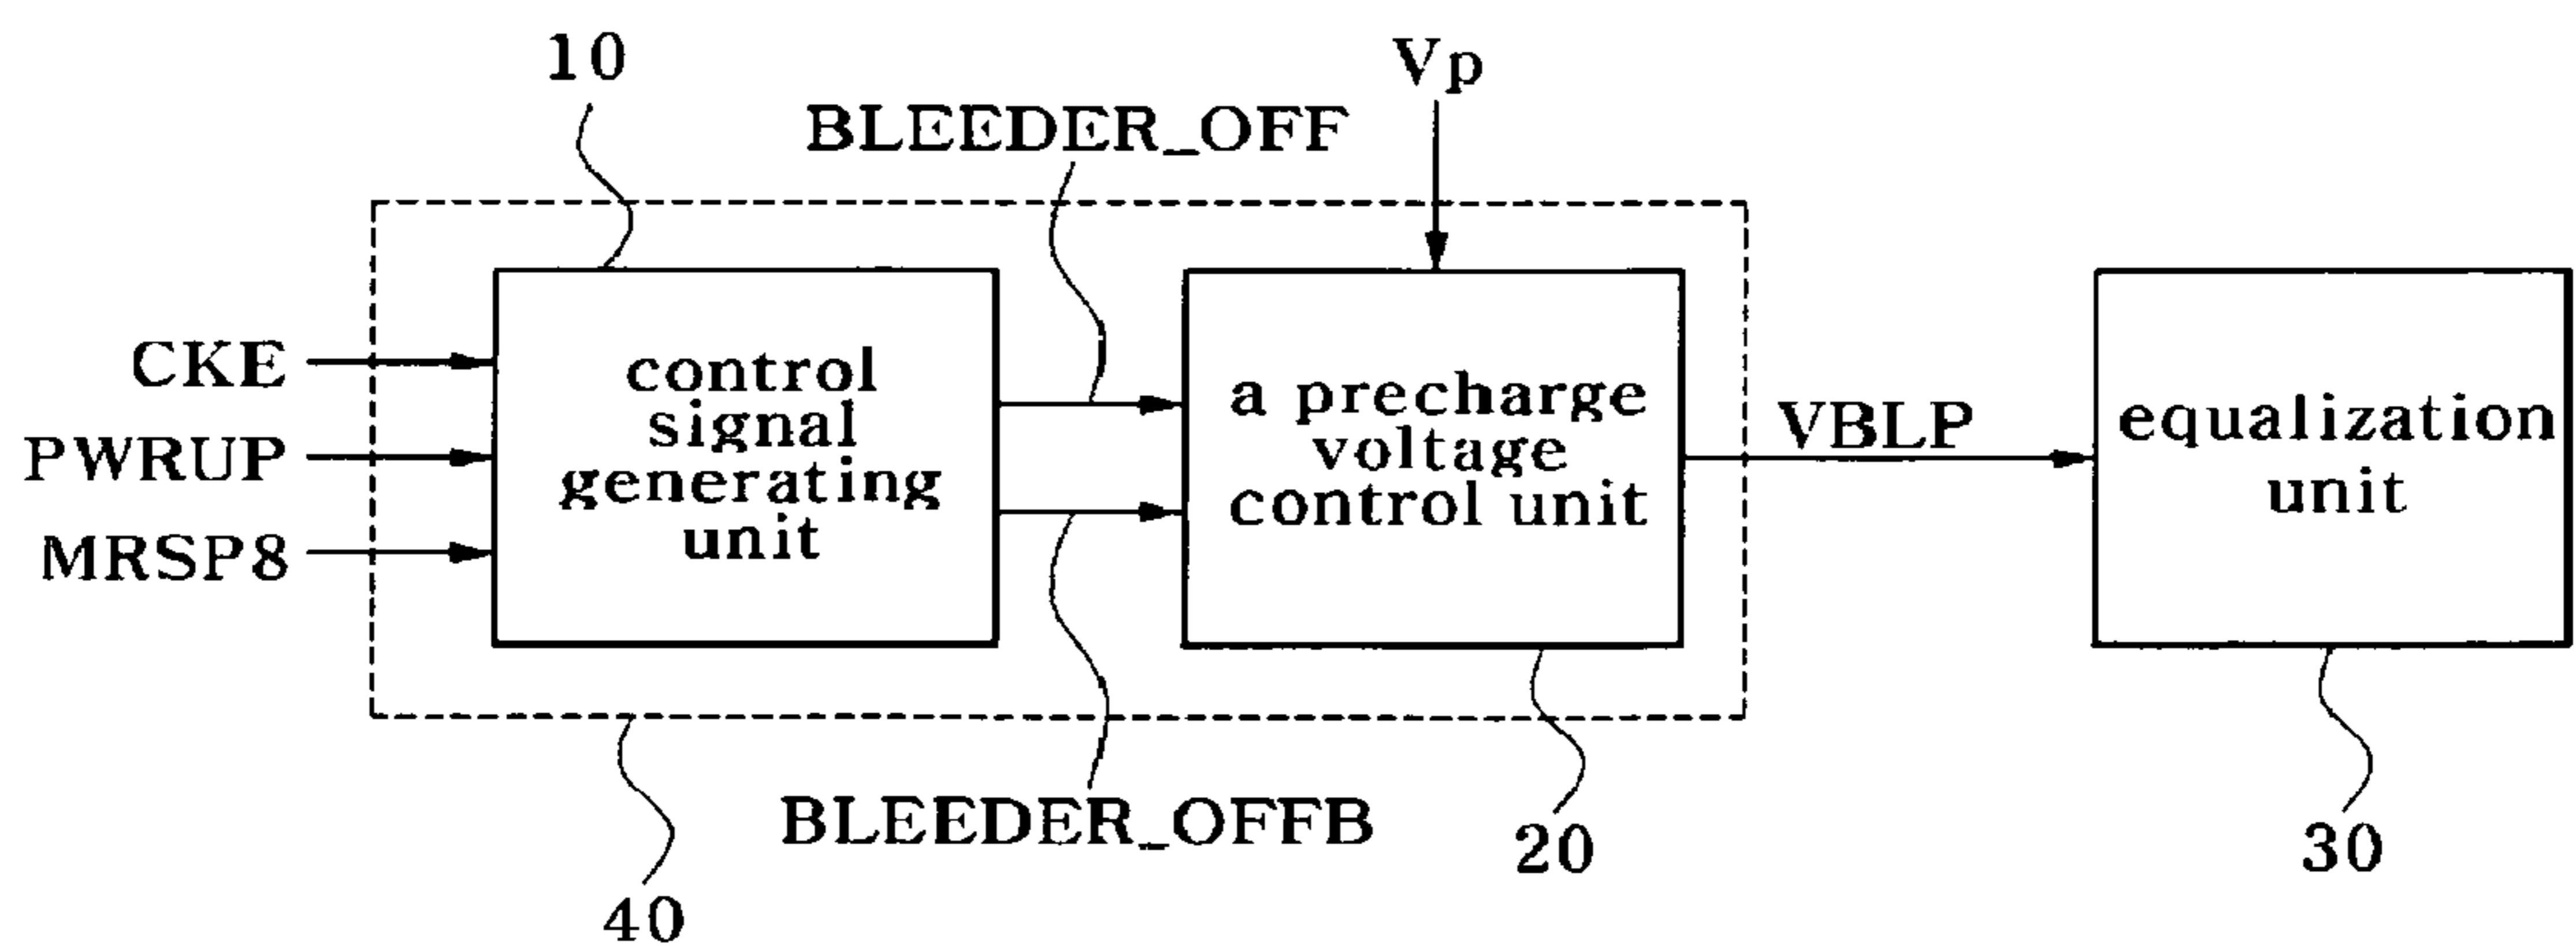 10
Vp
BLEEDER_OFF
CKE
PWRUP
MRSP8
control
signal
generating
unit
a precharge
voltage
control unit
VBLP
equalization
unit
BLEEDER_OFFB
20
30
40